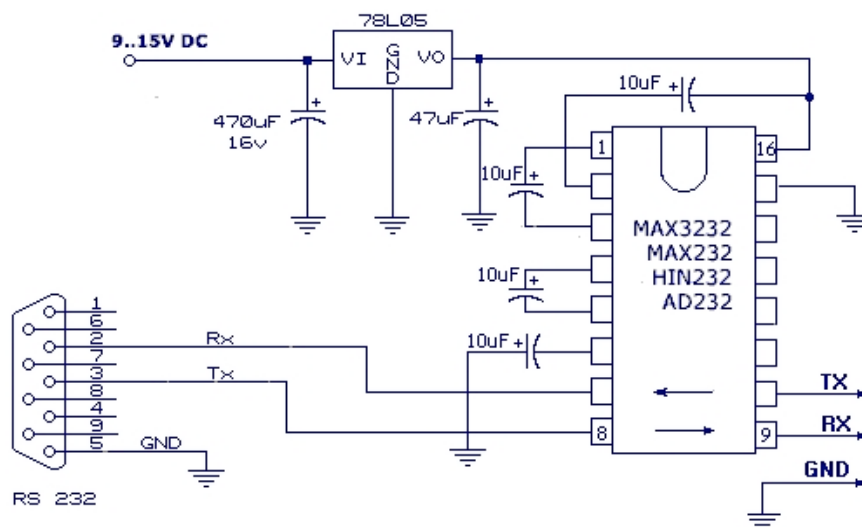 78L05
9..15V DC
VI GND VO
470uF
16v
47uF
10uF +
10uF
+
1
16
MAX3232
MAX232
HIN232
AD232
10uF
+
10uF +
1
6
2
7
3
8
4
9
5
Rx
Tx
GND
8
9
TX
RX
GND
RS 232
+
+